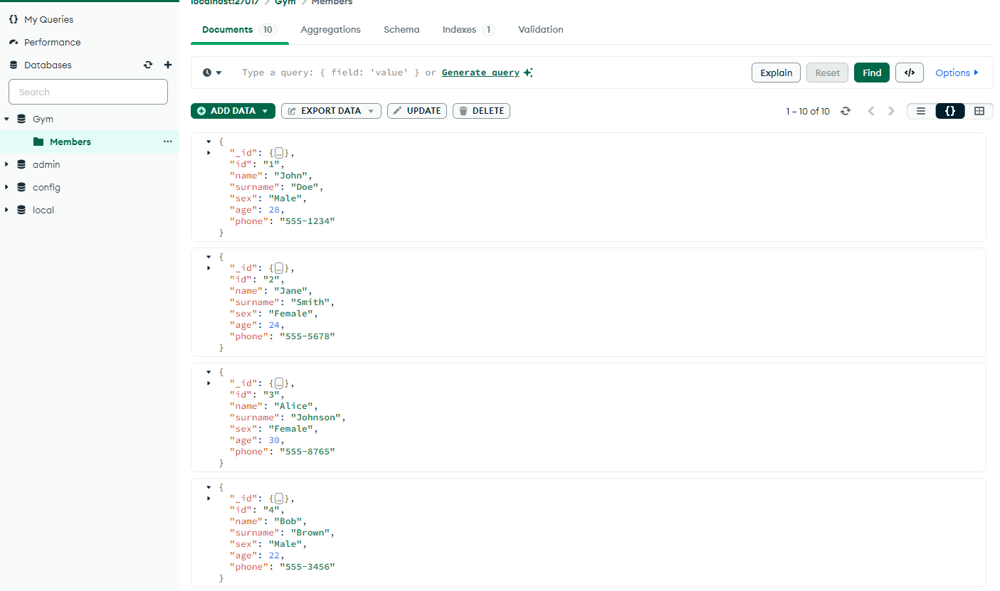 localhost:27017 > Gym > Members
{} My Queries
Performance
Databases
Search
Gym
Members
admin
config
local
Documents 10 Aggregations Schema Indexes 1 Validation
Type a query: { field: 'value' } or Generate query
Explain Reset Find </> Options
ADD DATA EXPORT DATA UPDATE DELETE 1 – 10 of 10 {}
{
"_id": {…},
"id": "1",
"name": "John",
"surname": "Doe",
"sex": "Male",
"age": 28,
"phone": "555-1234"
}
{
"_id": {…},
"id": "2",
"name": "Jane",
"surname": "Smith",
"sex": "Female",
"age": 24,
"phone": "555-5678"
}
{
"_id": {…},
"id": "3",
"name": "Alice",
"surname": "Johnson",
"sex": "Female",
"age": 30,
"phone": "555-8765"
}
{
"_id": {…},
"id": "4",
"name": "Bob",
"surname": "Brown",
"sex": "Male",
"age": 22,
"phone": "555-3456"
}